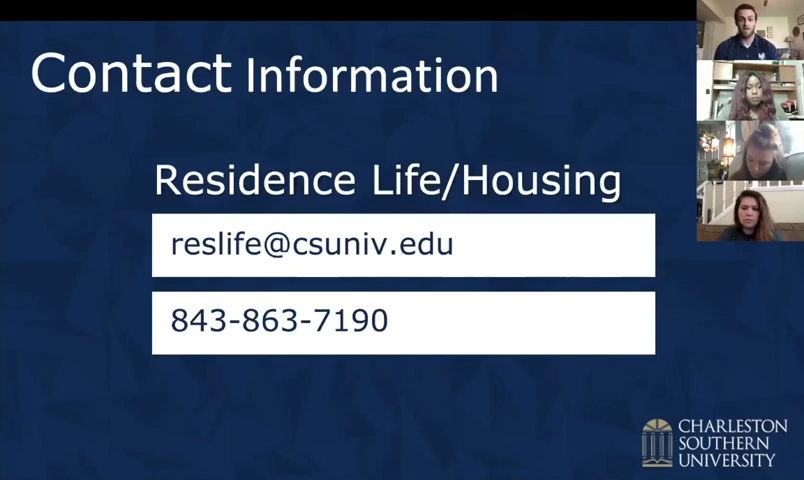 Contact Information
Residence Life/Housing
reslife@csuniv.edu
843-863-7190
CHARLESTON
SOUTHERN
UNIVERSITY